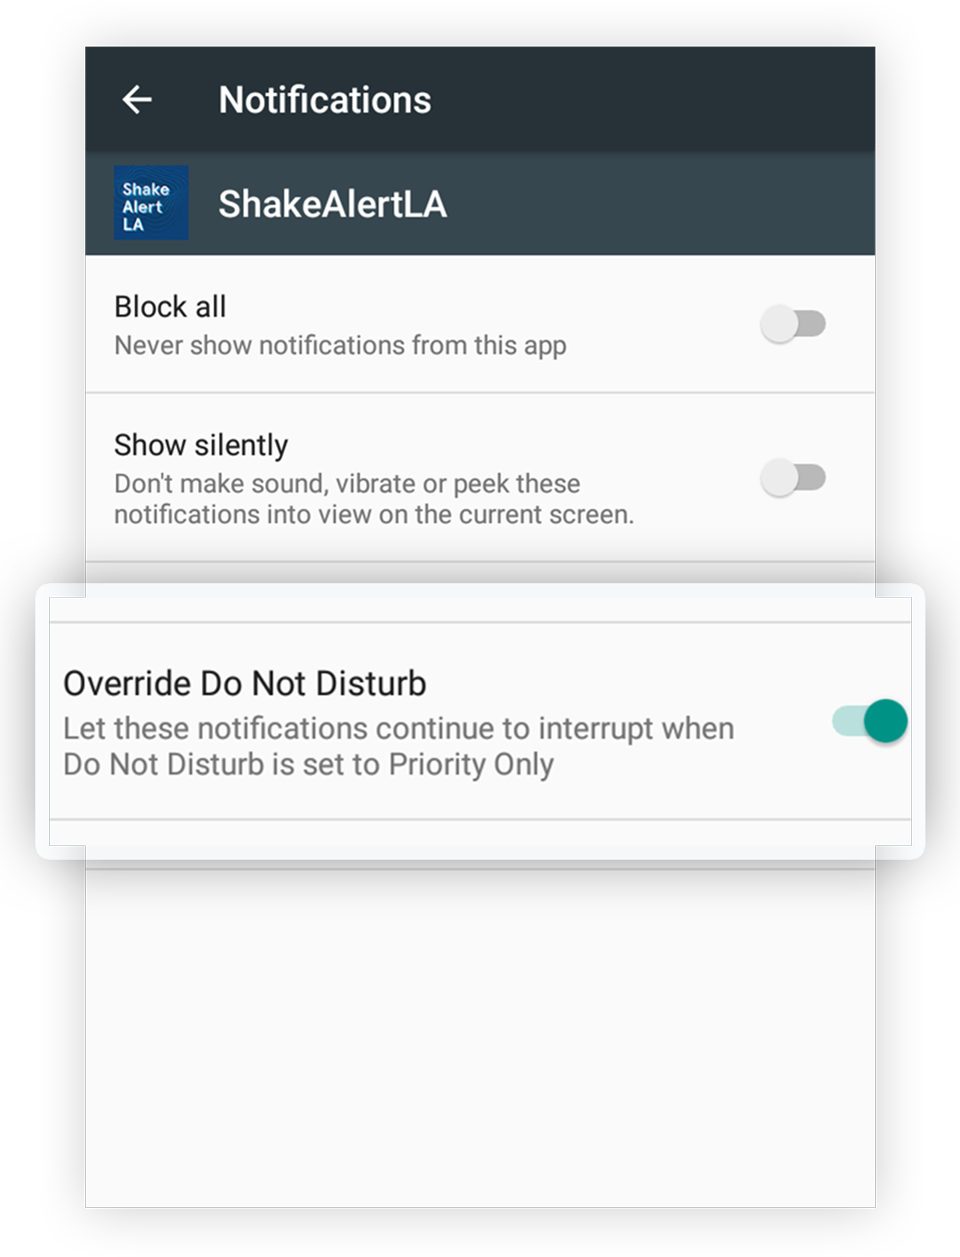 Notifications
Shake
Alert
LA
ShakeAlertLA
Block all
Never show notifications from this app
Show silently
Don't make sound, vibrate or peek these
notifications into view on the current screen.
Override Do Not Disturb
Let these notifications continue to interrupt when
Do Not Disturb is set to Priority Only